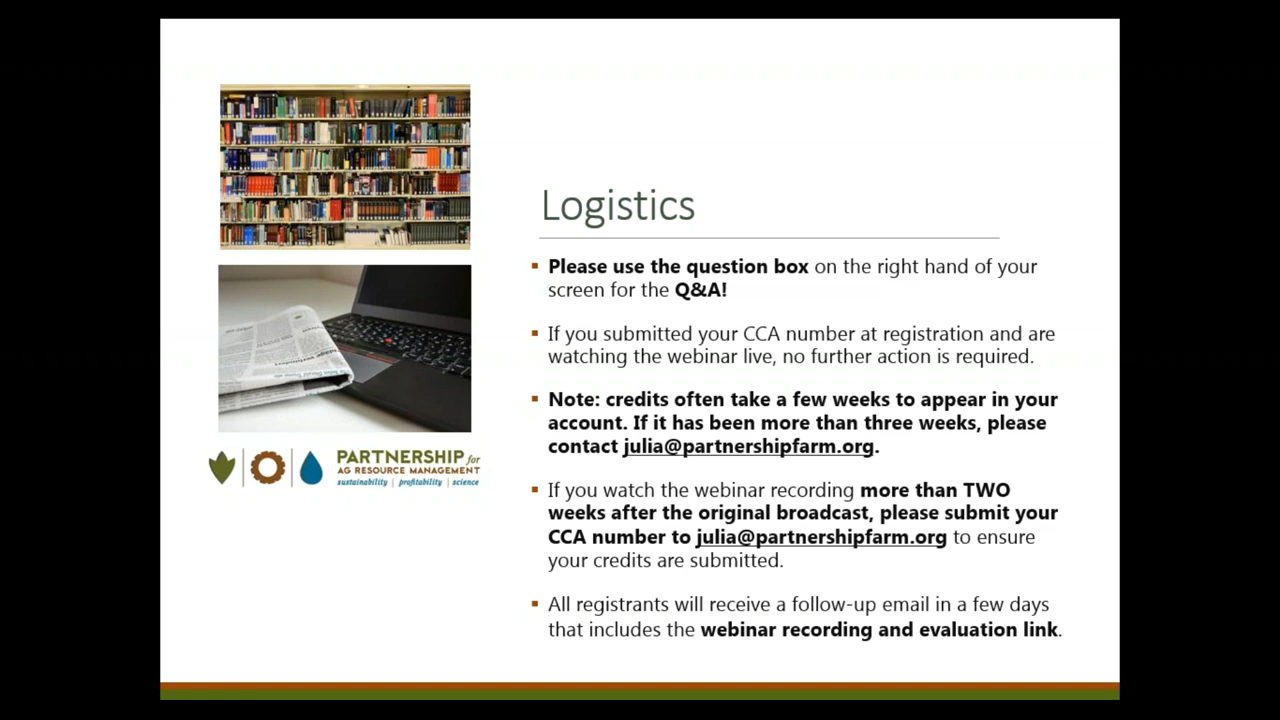 Logistics
Please use the question box on the right hand of your
screen for the Q&A!
If you submitted your CCA number at registration and are
watching the webinar live, no further action is required.
Note: credits often take a few weeks to appear in your
account. If it has been more than three weeks, please
contact julia@partnershipfarm.org.
If you watch the webinar recording more than TWO
weeks after the original broadcast, please submit your
CCA number to julia@partnershipfarm.org to ensure
your credits are submitted.
All registrants will receive a follow-up email in a few days
that includes the webinar recording and evaluation link.
PARTNERSHIP for
AG RESOURCE MANAGEMENT
sustainability | profitability | science